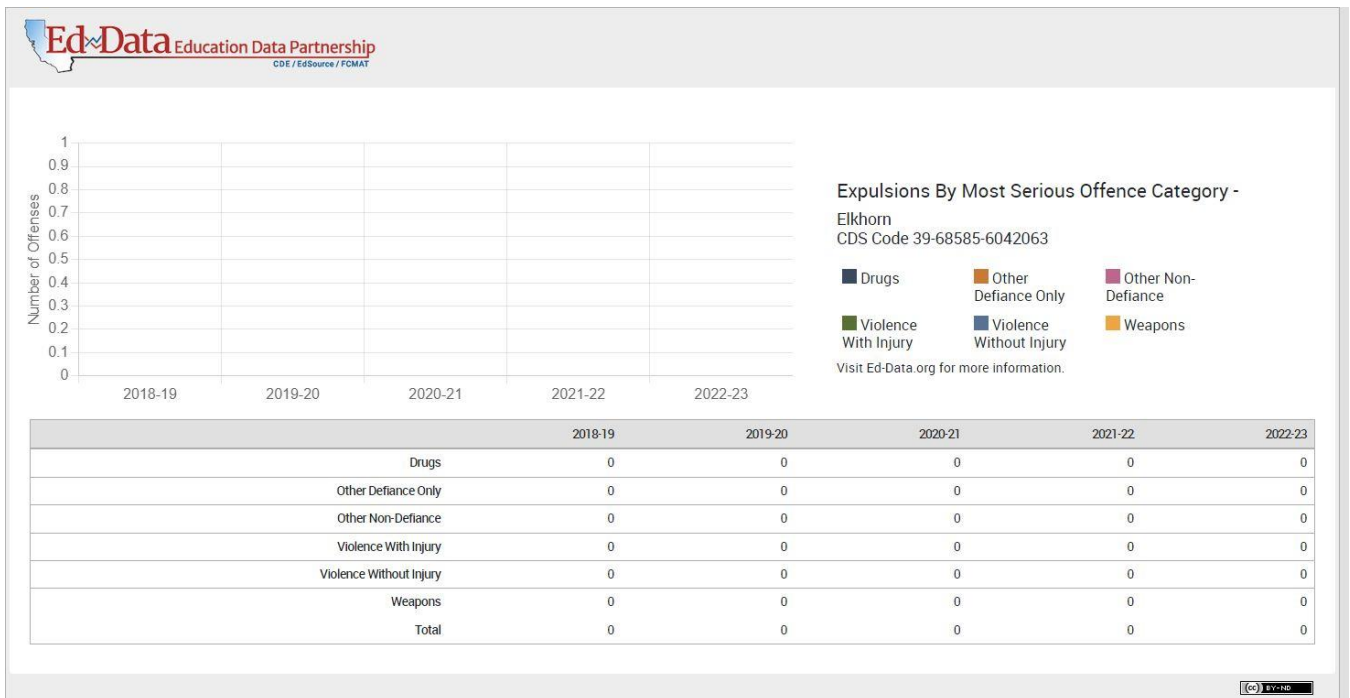 Ed Data Education Data Partnership
CDE / EdSource / FCMAT
1
0.9
0.8
0.7
0.6
0.5
0.4
0.3
0.2
0.1
0
Number of Offenses
2018-19 2019-20 2020-21 2021-22 2022-23
Expulsions By Most Serious Offence Category -
Elkhorn
CDS Code 39-68585-6042063
Drugs
Other
Defiance Only
Other Non-
Defiance
Violence
With Injury
Violence
Without Injury
Weapons
Visit Ed-Data.org for more information.
2018-19 2019-20 2020-21 2021-22 2022-23
Drugs 0 0 0 0 0
Other Defiance Only 0 0 0 0 0
Other Non-Defiance 0 0 0 0 0
Violence With Injury 0 0 0 0 0
Violence Without Injury 0 0 0 0 0
Weapons 0 0 0 0 0
Total 0 0 0 0 0
(cc) BY-ND